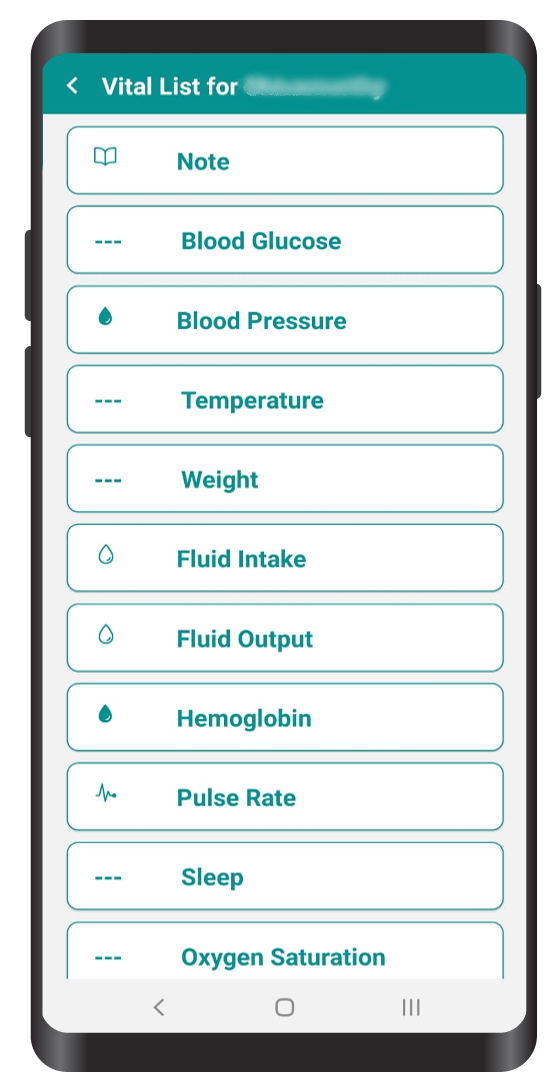 Vital List for
Note
--- Blood Glucose
Blood Pressure
--- Temperature
--- Weight
Fluid Intake
Fluid Output
Hemoglobin
Pulse Rate
--- Sleep
--- Oxygen Saturation